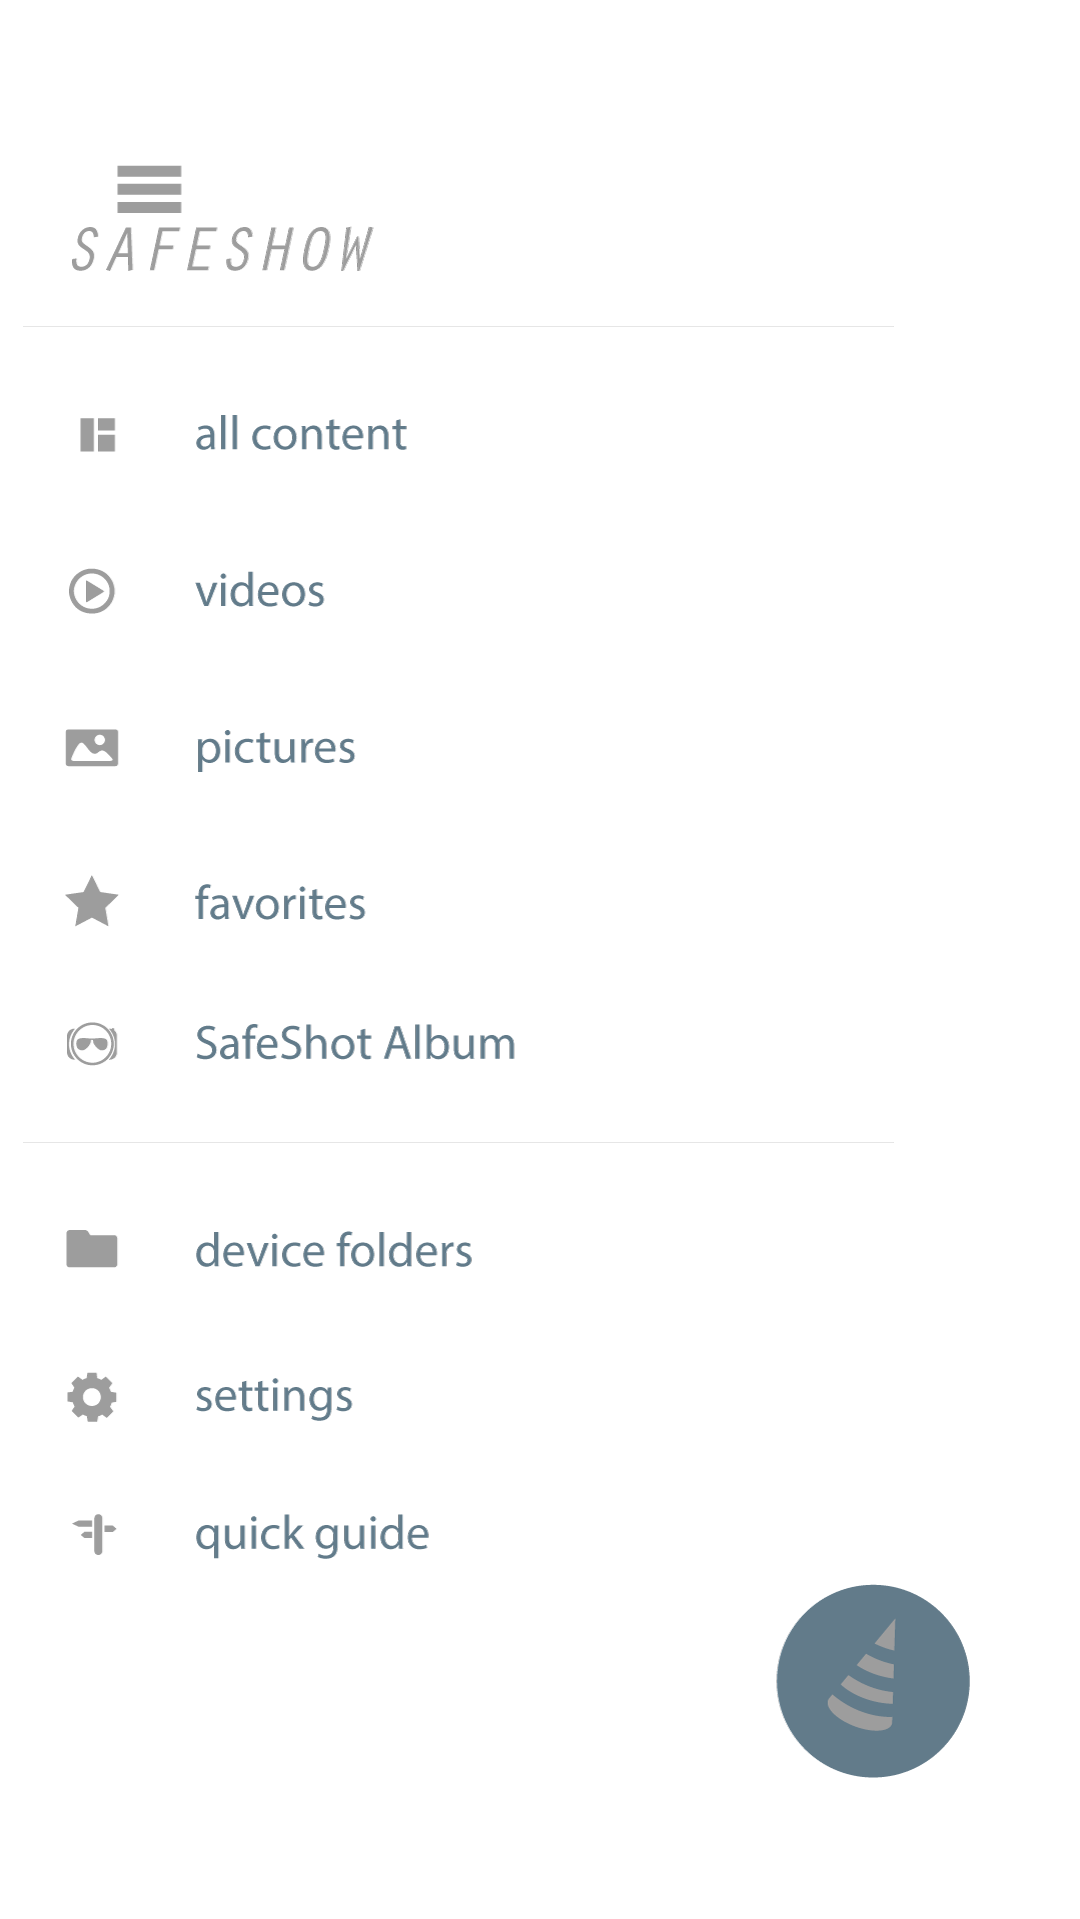 SAFESHOW
all content
videos
pictures
favorites
SafeShot Album
device folders
settings
quick guide